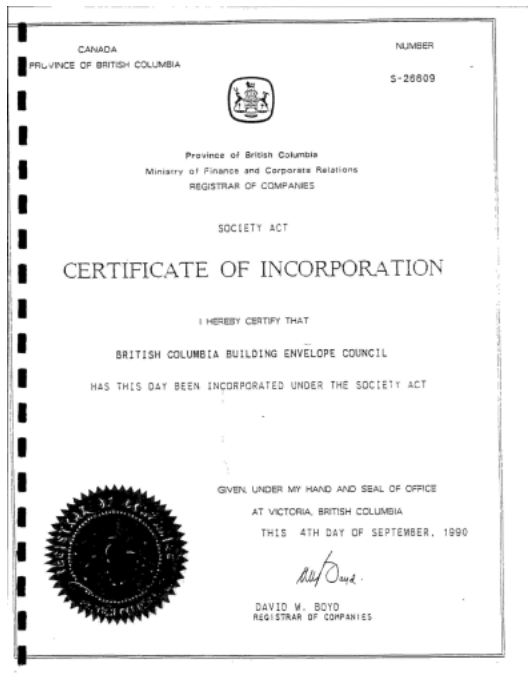 CANADA
PROVINCE OF BRITISH COLUMBIA
NUMBER
S-26609
Province of British Columbia
Ministry of Finance and Corporate Relations
REGISTRAR OF COMPANIES
SOCIETY ACT
CERTIFICATE OF INCORPORATION
I HEREBY CERTIFY THAT
BRITISH COLUMBIA BUILDING ENVELOPE COUNCIL
HAS THIS DAY BEEN INCORPORATED UNDER THE SOCIETY ACT
GIVEN UNDER MY HAND AND SEAL OF OFFICE
AT VICTORIA, BRITISH COLUMBIA
THIS 4TH DAY OF SEPTEMBER, 1990
DAVID W. BOYD
REGISTRAR OF COMPANIES